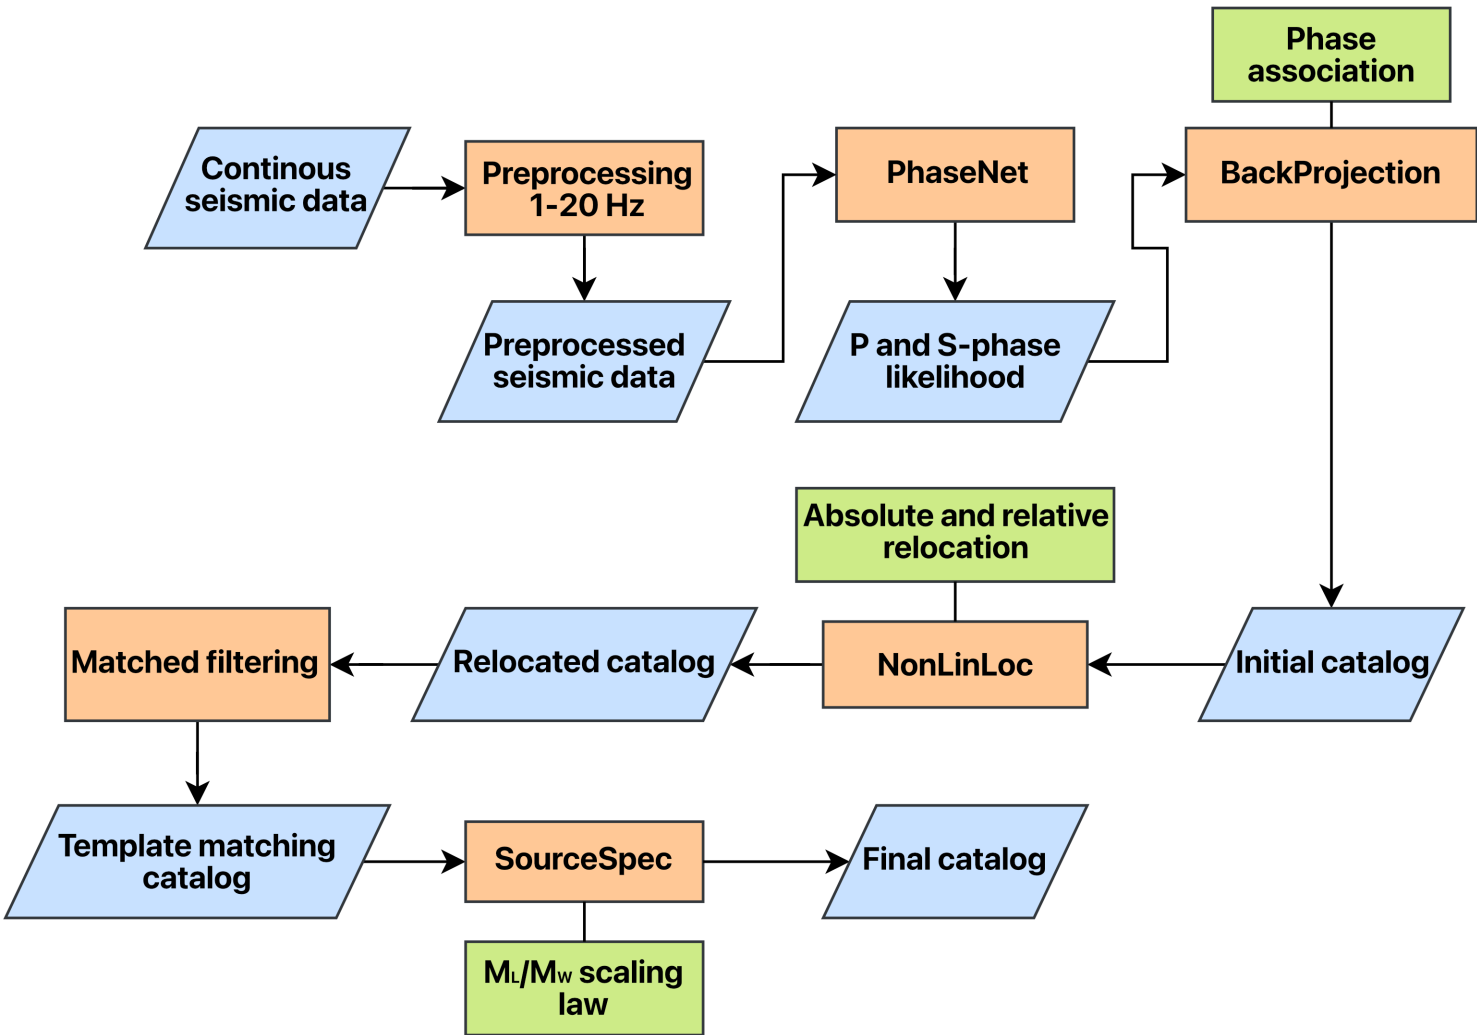 Phase
association
Continous
seismic data
Preprocessing
1-20 Hz
PhaseNet
BackProjection
Preprocessed
seismic data
P and S-phase
likelihood
Absolute and relative
relocation
Matched filtering
Relocated catalog
NonLinLoc
Initial catalog
Template matching
catalog
SourceSpec
Final catalog
ML/MW scaling
law